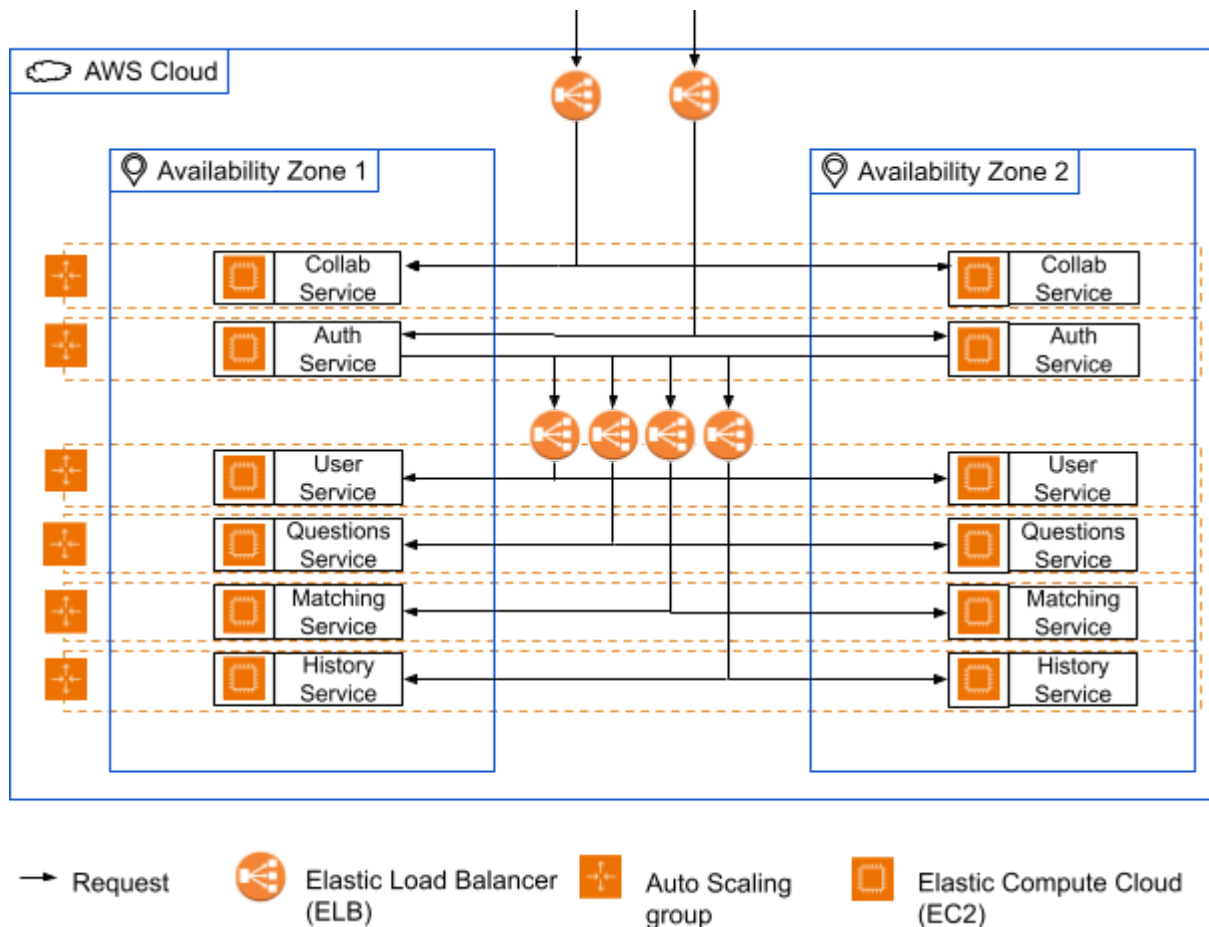 AWS Cloud
Availability Zone 1
Availability Zone 2
Collab
Service
Collab
Service
Auth
Service
Auth
Service
User
Service
User
Service
Questions
Service
Questions
Service
Matching
Service
Matching
Service
History
Service
History
Service
Request
Elastic Load Balancer
(ELB)
Auto Scaling
group
Elastic Compute Cloud
(EC2)